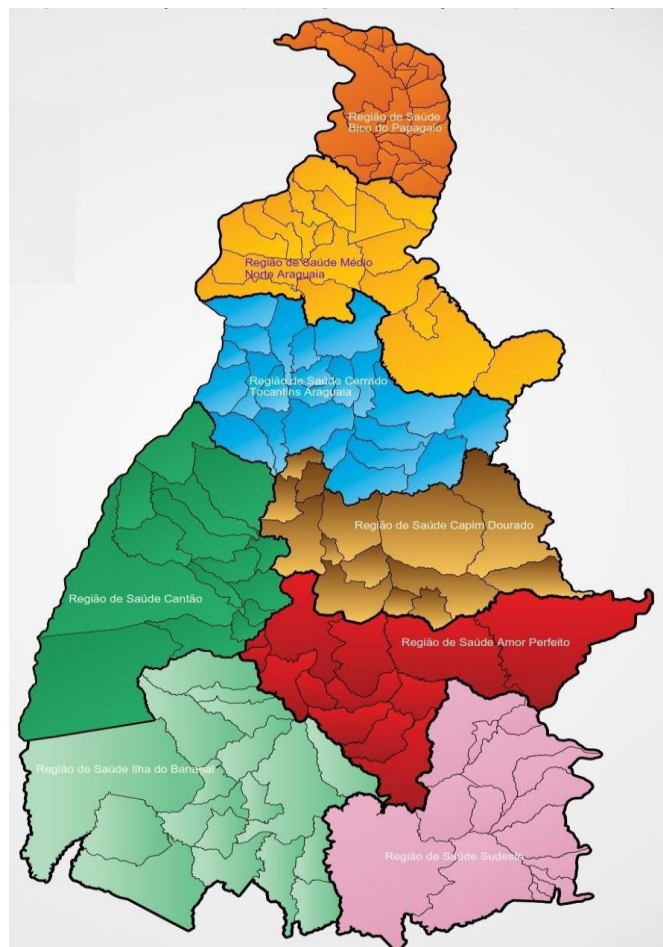 Região de Saúde
Bico do Papagaio
Região de Saúde Médio
Norte Araguaia
Região de Saúde Cerrado
Tocantins Araguaia
Região de Saúde Capim Dourado
Região de Saúde Cantão
Região de Saúde Amor Perfeito
Região de Saúde Ilha do Bananal
Região de Saúde Sudeste